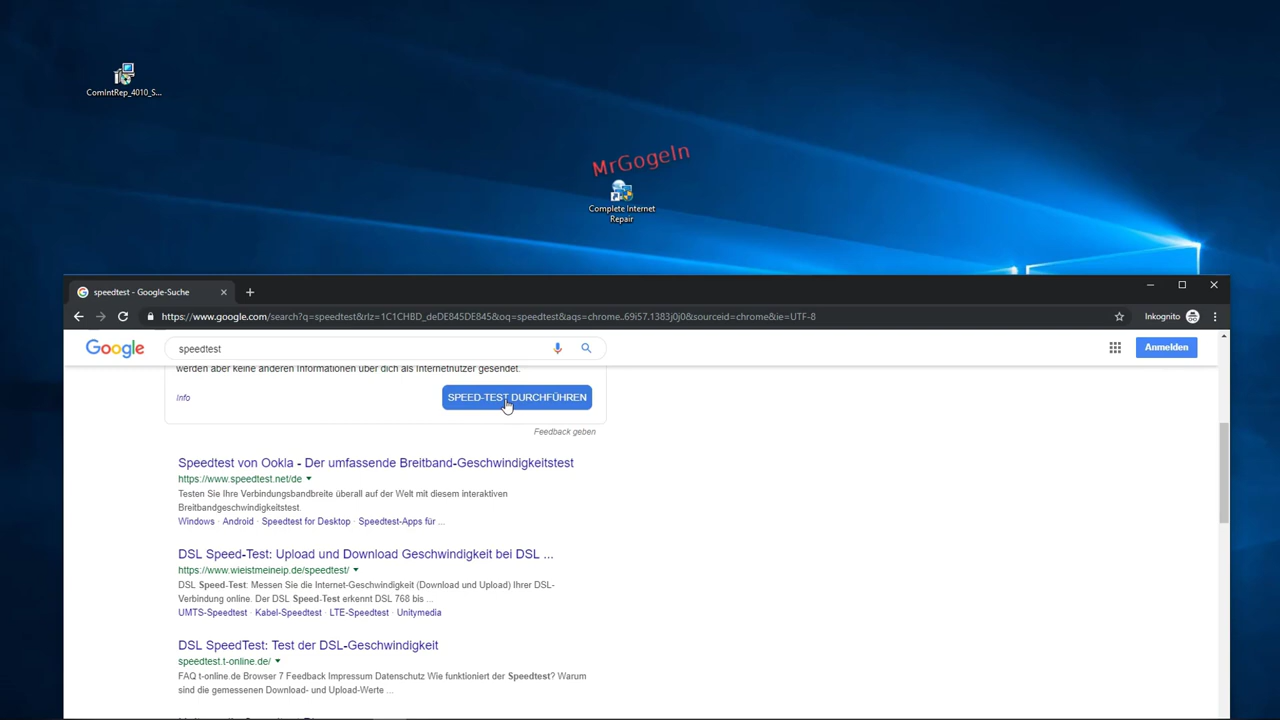 ComIntRep_4010_S...
MrGogeIn
Complete Internet
Repair
speedtest - Google-Suche
https://www.google.com/search?q=speedtest&rlz=1C1CHBD_deDE845DE845&oq=speedtest&aqs=chrome..69i57.1383j0j0&sourceid=chrome&ie=UTF-8
Inkognito
Google
speedtest
Anmelden
werden aber keine anderen Informationen über dich als Internetnutzer gesendet.
Info
SPEED-TEST DURCHFÜHREN
Feedback geben
Speedtest von Ookla - Der umfassende Breitband-Geschwindigkeitstest
https://www.speedtest.net/de
Testen Sie Ihre Verbindungsbandbreite überall auf der Welt mit diesem interaktiven
Breitbandgeschwindigkeitstest.
Windows · Android · Speedtest for Desktop · Speedtest-Apps für ...
DSL Speed-Test: Upload und Download Geschwindigkeit bei DSL ...
https://www.wieistmeineip.de/speedtest/
DSL Speed-Test: Messen Sie die Internet-Geschwindigkeit (Download und Upload) Ihrer DSL-
Verbindung online. Der DSL Speed-Test erkennt DSL 768 bis ...
UMTS-Speedtest · Kabel-Speedtest · LTE-Speedtest · Unitymedia
DSL SpeedTest: Test der DSL-Geschwindigkeit
speedtest.t-online.de/
FAQ t-online.de Browser 7 Feedback Impressum Datenschutz Wie funktioniert der Speedtest? Warum
sind die gemessenen Download- und Upload-Werte ...